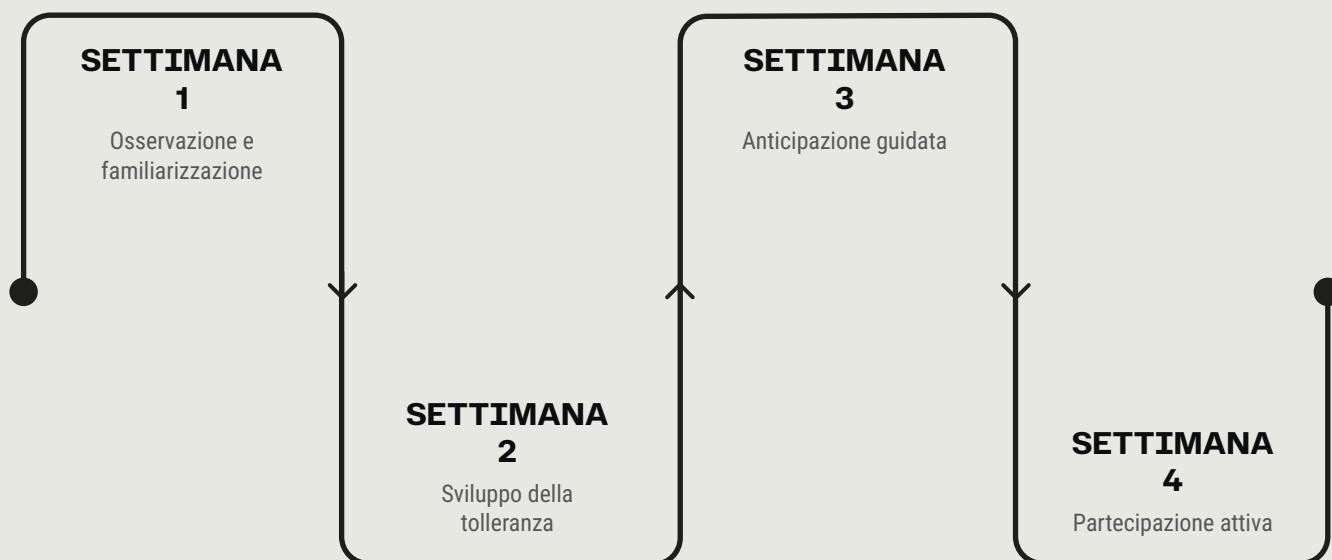 SETTIMANA
1
Osservazione e
familiarizzazione
SETTIMANA
2
Sviluppo della
tolleranza
SETTIMANA
3
Anticipazione guidata
SETTIMANA
4
Partecipazione attiva